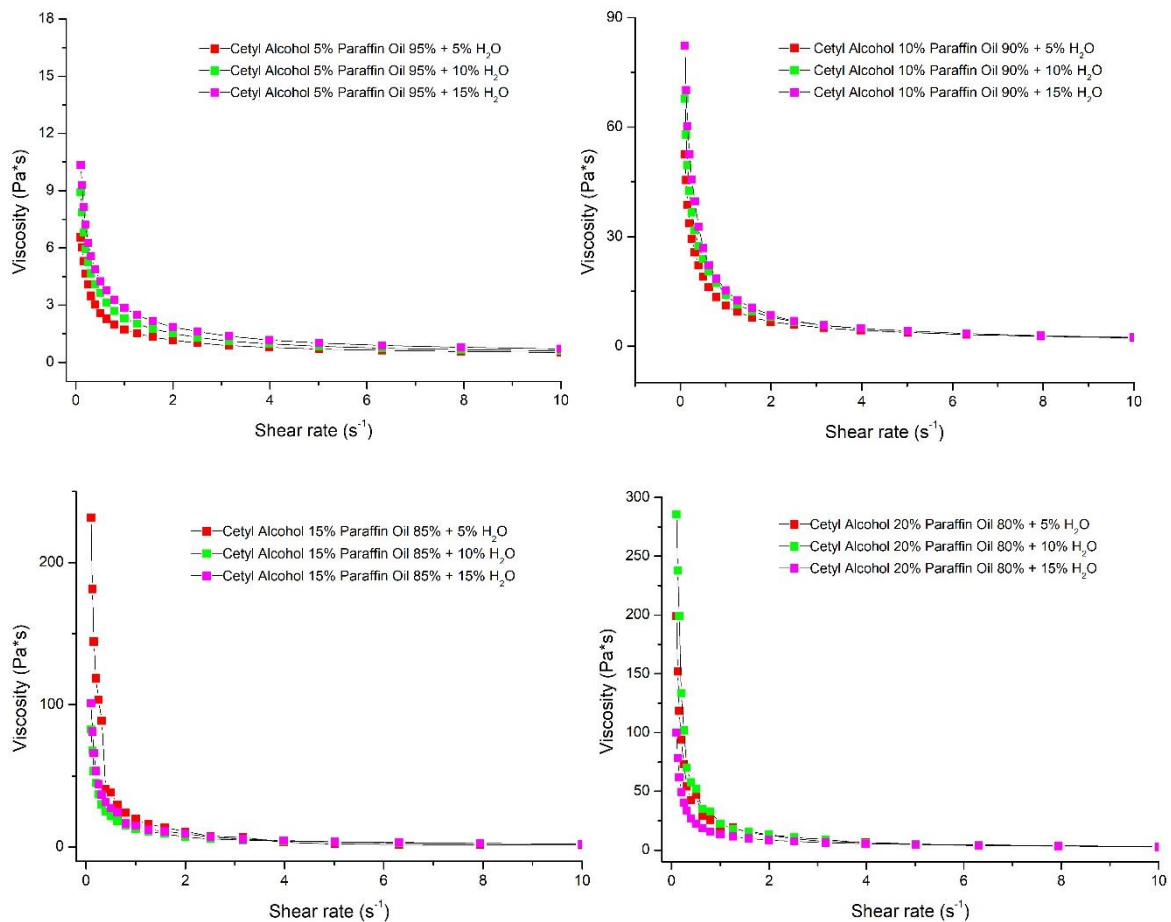 18
15
12
9
6
3
0
Viscosity (Pa*s)
Cetyl Alcohol 5% Paraffin Oil 95% + 5% H₂O
Cetyl Alcohol 5% Paraffin Oil 95% + 10% H₂O
Cetyl Alcohol 5% Paraffin Oil 95% + 15% H₂O
0 2 4 6 8 10
Shear rate (s⁻¹)
90
60
30
0
Viscosity (Pa*s)
Cetyl Alcohol 10% Paraffin Oil 90% + 5% H₂O
Cetyl Alcohol 10% Paraffin Oil 90% + 10% H₂O
Cetyl Alcohol 10% Paraffin Oil 90% + 15% H₂O
0 2 4 6 8 10
Shear rate (s⁻¹)
200
100
0
Viscosity (Pa*s)
Cetyl Alcohol 15% Paraffin Oil 85% + 5% H₂O
Cetyl Alcohol 15% Paraffin Oil 85% + 10% H₂O
Cetyl Alcohol 15% Paraffin Oil 85% + 15% H₂O
0 2 4 6 8 10
Shear rate (s⁻¹)
300
250
200
150
100
50
0
Viscosity (Pa*s)
Cetyl Alcohol 20% Paraffin Oil 80% + 5% H₂O
Cetyl Alcohol 20% Paraffin Oil 80% + 10% H₂O
Cetyl Alcohol 20% Paraffin Oil 80% + 15% H₂O
0 2 4 6 8 10
Shear rate (s⁻¹)